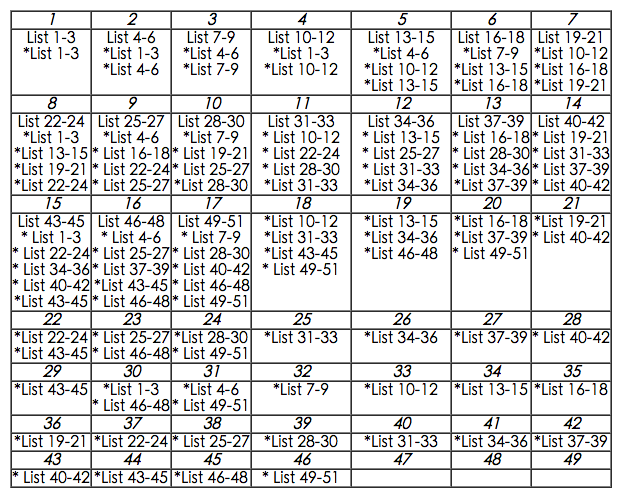 1 2 3 4 5 6 7
List 1-3 List 4-6 List 7-9 List 10-12 List 13-15 List 16-18 List 19-21
*List 1-3 *List 1-3 *List 4-6 *List 1-3 *List 4-6 *List 7-9 *List 10-12
*List 4-6 *List 7-9 *List 10-12 *List 10-12 *List 13-15 *List 16-18
*List 13-15 *List 16-18 *List 19-21
8 9 10 11 12 13 14
List 22-24 List 25-27 List 28-30 List 31-33 List 34-36 List 37-39 List 40-42
*List 1-3 *List 4-6 *List 7-9 * List 10-12 * List 13-15 * List 16-18 * List 19-21
*List 13-15 * List 16-18 * List 19-21 * List 22-24 * List 25-27 * List 28-30 * List 31-33
*List 19-21 * List 22-24 * List 25-27 * List 28-30 * List 31-33 * List 34-36 * List 37-39
*List 22-24 * List 25-27 *List 28-30 * List 31-33 * List 34-36 * List 37-39 * List 40-42
15 16 17 18 19 20 21
List 43-45 List 46-48 List 49-51 *List 10-12 *List 13-15 *List 16-18 *List 19-21
* List 1-3 * List 4-6 * List 7-9 *List 31-33 *List 34-36 *List 37-39 * List 40-42
* List 22-24 * List 25-27 * List 28-30 *List 43-45 *List 46-48 * List 49-51
* List 34-36 * List 37-39 * List 40-42 * List 49-51
* List 40-42 *List 43-45 * List 46-48
*List 43-45 * List 46-48 * List 49-51
22 23 24 25 26 27 28
*List 22-24 * List 25-27 * List 28-30 *List 31-33 *List 34-36 *List 37-39 * List 40-42
*List 43-45 * List 46-48 * List 49-51
29 30 31 32 33 34 35
*List 43-45 * List 1-3 *List 4-6 *List 7-9 *List 10-12 *List 13-15 *List 16-18
* List 46-48 * List 49-51
36 37 38 39 40 41 42
*List 19-21 *List 22-24 * List 25-27 *List 28-30 *List 31-33 *List 34-36 *List 37-39
43 44 45 46 47 48 49
* List 40-42 *List 43-45 *List 46-48 * List 49-51